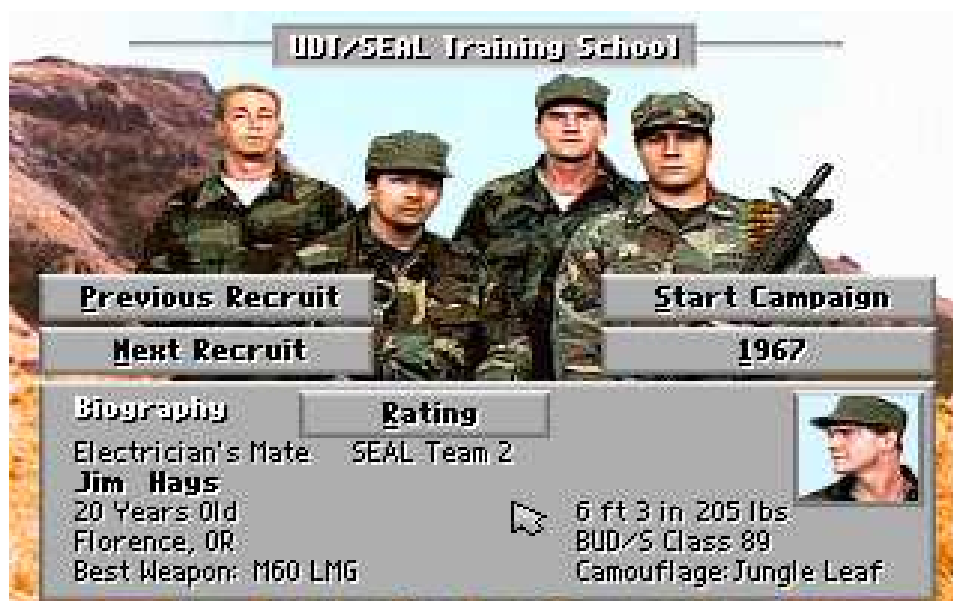 UDT/SEAL Training School
Previous Recruit
Start Campaign
Next Recruit
1967
Biography
Rating
Electrician's Mate SEAL Team 2
Jim Hays
20 Years Old
6 ft 3 in 205 lbs
Florence, OR
BUD/S Class 89
Best Weapon: M60 LMG
Camouflage: Jungle Leaf